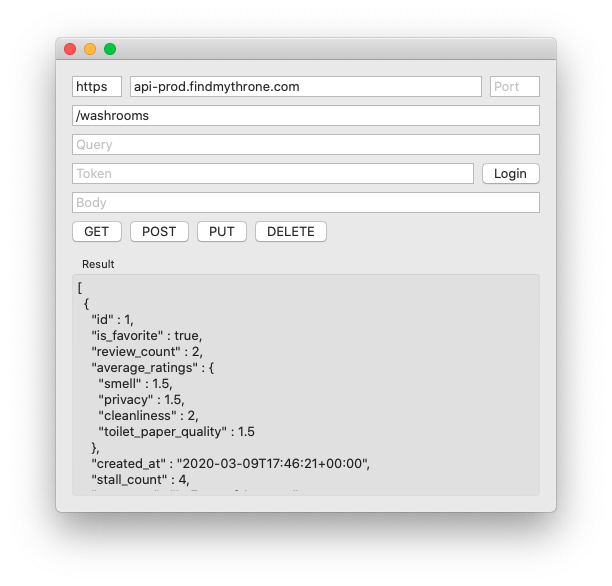 https api-prod.findmythrone.com Port
/washrooms
Query
Token Login
Body
GET POST PUT DELETE
Result
[
{
"id" : 1,
"is_favorite" : true,
"review_count" : 2,
"average_ratings" : {
"smell" : 1.5,
"privacy" : 1.5,
"cleanliness" : 2,
"toilet_paper_quality" : 1.5
},
"created_at" : "2020-03-09T17:46:21+00:00",
"stall_count" : 4,